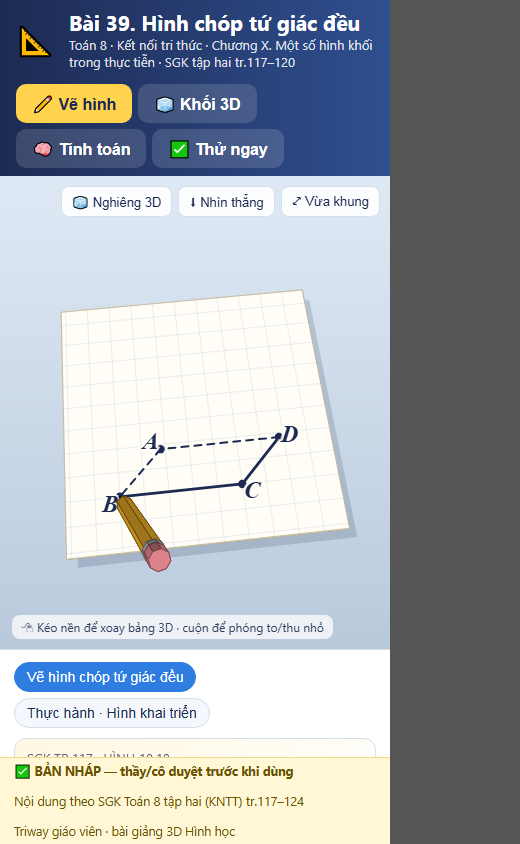 Bài 39. Hình chóp tứ giác đều
Toán 8 · Kết nối tri thức · Chương X. Một số hình khối
trong thực tiễn · SGK tập hai tr.117–120
Vẽ hình
Khối 3D
Tính toán
Thử ngay
Nghiêng 3D
Nhìn thẳng
Vừa khung
A
D
B
C
Kéo nền để xoay bảng 3D · cuộn để phóng to/thu nhỏ
Vẽ hình chóp tứ giác đều
Thực hành · Hình khai triển
BẢN NHÁP — thầy/cô duyệt trước khi dùng
Nội dung theo SGK Toán 8 tập hai (KNTT) tr.117–124
Triway giáo viên · bài giảng 3D Hình học